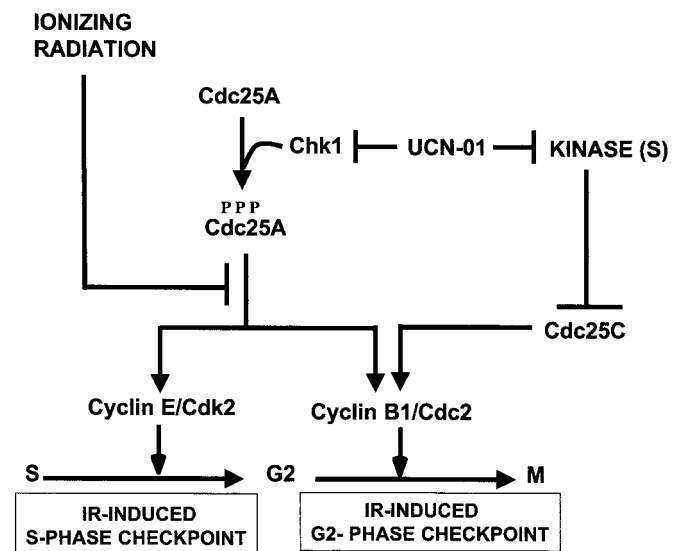 IONIZING
RADIATION
Cdc25A
Chk1
UCN-01
KINASE (S)
P P P
Cdc25A
Cdc25C
Cyclin E/Cdk2
Cyclin B1/Cdc2
S
G2
M
IR-INDUCED
S-PHASE CHECKPOINT
IR-INDUCED
G2- PHASE CHECKPOINT